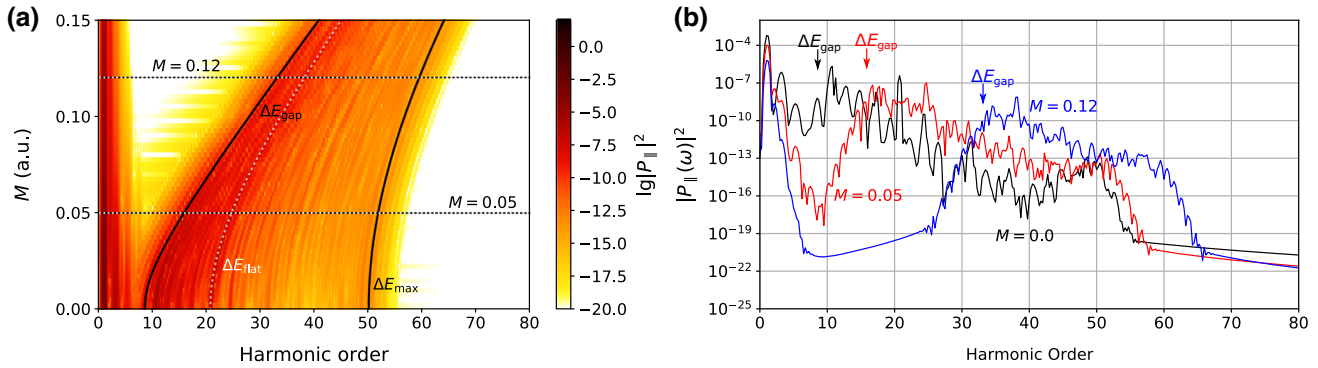 (a)
0.15
0.10
0.05
0.00
M (a.u.)
M = 0.12
ΔE_gap
M = 0.05
ΔE_flat
ΔE_max
0 10 20 30 40 50 60 70 80
Harmonic order
0.0
−2.5
−5.0
−7.5
−10.0
−12.5
−15.0
−17.5
−20.0
lg|P_∥|^2
(b)
10^−4
10^−7
10^−10
10^−13
10^−16
10^−19
10^−22
10^−25
|P_∥(ω)|^2
ΔE_gap ΔE_gap
ΔE_gap
M = 0.12
M = 0.05
M = 0.0
0 10 20 30 40 50 60 70 80
Harmonic Order